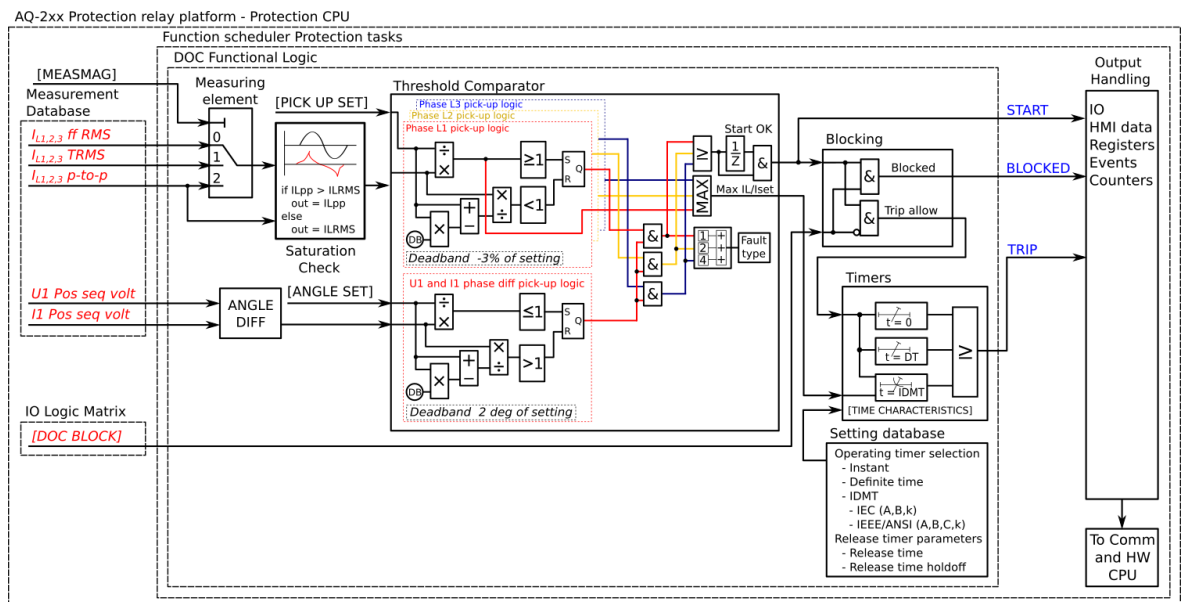 AQ-2xx Protection relay platform - Protection CPU
Function scheduler Protection tasks
DOC Functional Logic
[MEASMAG]
Measurement
Database
I_L1,2,3 ff RMS
I_L1,2,3 TRMS
I_L1,2,3 p-to-p
Measuring
element
0
1
2
[PICK UP SET]
if ILpp > ILRMS
out = ILpp
else
out = ILRMS
Saturation
Check
Threshold Comparator
Phase L3 pick-up logic
Phase L2 pick-up logic
Phase L1 pick-up logic
÷
×
≥1
S
R
Q
×
÷
<1
+
−
DB
×
Deadband -3% of setting
U1 Pos seq volt
I1 Pos seq volt
ANGLE
DIFF
[ANGLE SET]
U1 and I1 phase diff pick-up logic
÷
×
≤1
S
R
Q
×
÷
>1
+
−
DB
×
Deadband 2 deg of setting
&
&
&
≥1
MAX
Max IL/Iset
Start OK
1
Z
&
1 +
2 +
4 +
Fault
type
Blocking
&
Blocked
&
Trip allow
Timers
t = 0
t = DT
t = IDMT
≥1
[TIME CHARACTERISTICS]
Setting database
Operating timer selection
- Instant
- Definite time
- IDMT
- IEC (A,B,k)
- IEEE/ANSI (A,B,C,k)
Release timer parameters
- Release time
- Release time holdoff
IO Logic Matrix
[DOC BLOCK]
START
BLOCKED
TRIP
Output
Handling
IO
HMI data
Registers
Events
Counters
To Comm
and HW
CPU